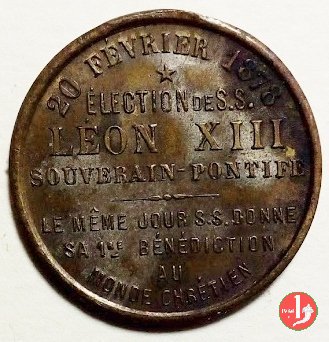 20 FÉVRIER 1878
ÉLECTION DE S.S.
LÉON XIII
SOUVERAIN-PONTIFE
LE MÊME JOUR S.S. DONNE
SA 1RE BÉNÉDICTION
AU
MONDE CHRÉTIEN